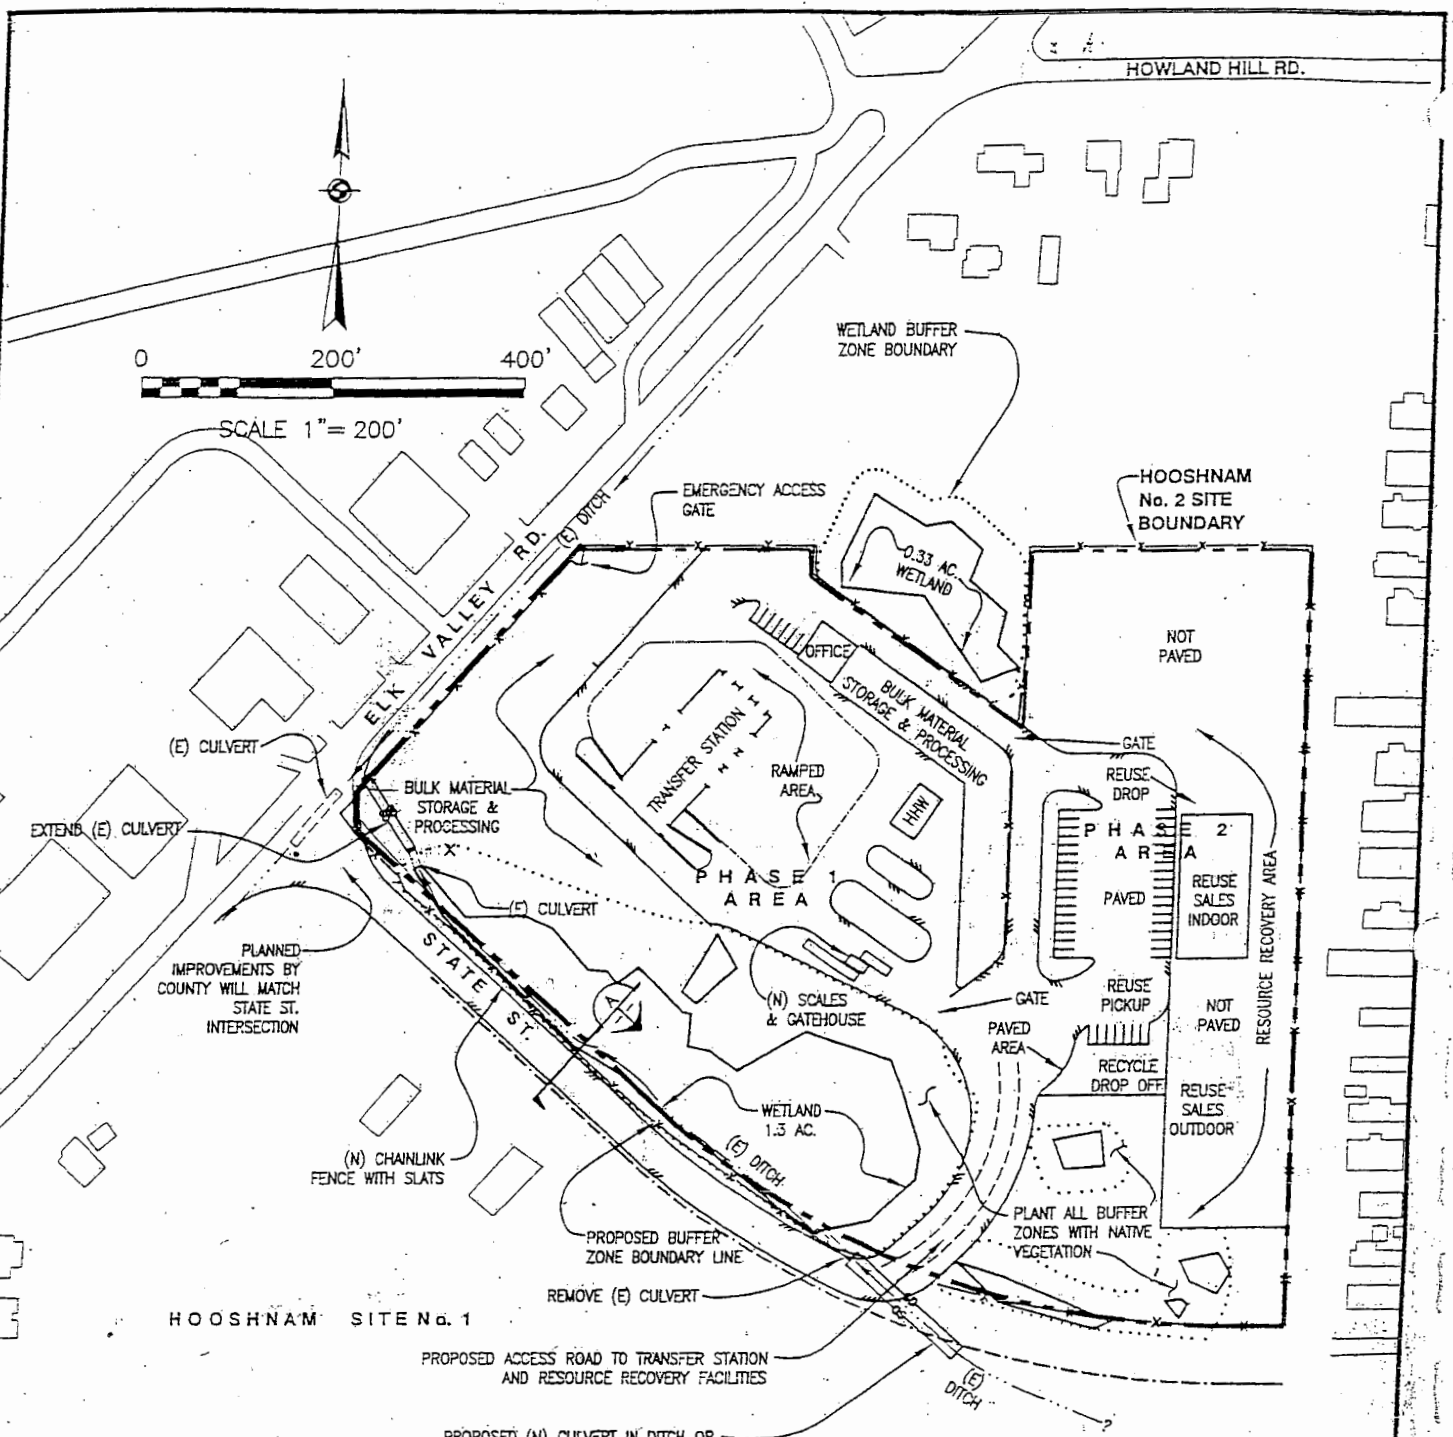 HOWLAND HILL RD.
0 200' 400'
SCALE 1"= 200'
WETLAND BUFFER
ZONE BOUNDARY
EMERGENCY ACCESS
GATE
HOOSHNAM
No. 2 SITE
BOUNDARY
(E) DITCH
0.33 AC.
WETLAND
NOT
PAVED
ELK VALLEY RD.
OFFICE
BULK MATERIAL
STORAGE & PROCESSING
TRANSFER STATION
RAMPED
AREA
GATE
(E) CULVERT
BULK MATERIAL
STORAGE &
PROCESSING
REUSE
DROP
HHW
EXTEND (E) CULVERT
X
PHASE 2
AREA
PHASE 1
AREA
PAVED
REUSE
SALES
INDOOR
RESOURCE RECOVERY AREA
(E) CULVERT
STATE ST.
PLANNED
IMPROVEMENTS BY
COUNTY WILL MATCH
STATE ST.
INTERSECTION
A
1
(N) SCALES
& GATEHOUSE
GATE
REUSE
PICKUP
NOT
PAVED
PAVED
AREA
RECYCLE
DROP OFF
REUSE
SALES
OUTDOOR
WETLAND
1.3 AC.
(E) DITCH
(N) CHAINLINK
FENCE WITH SLATS
PLANT ALL BUFFER
ZONES WITH NATIVE
VEGETATION
PROPOSED BUFFER
ZONE BOUNDARY LINE
REMOVE (E) CULVERT
HOOSHNAM SITE No. 1
PROPOSED ACCESS ROAD TO TRANSFER STATION
AND RESOURCE RECOVERY FACILITIES
(E)
DITCH
?
PROPOSED (N) CULVERT IN DITCH OR